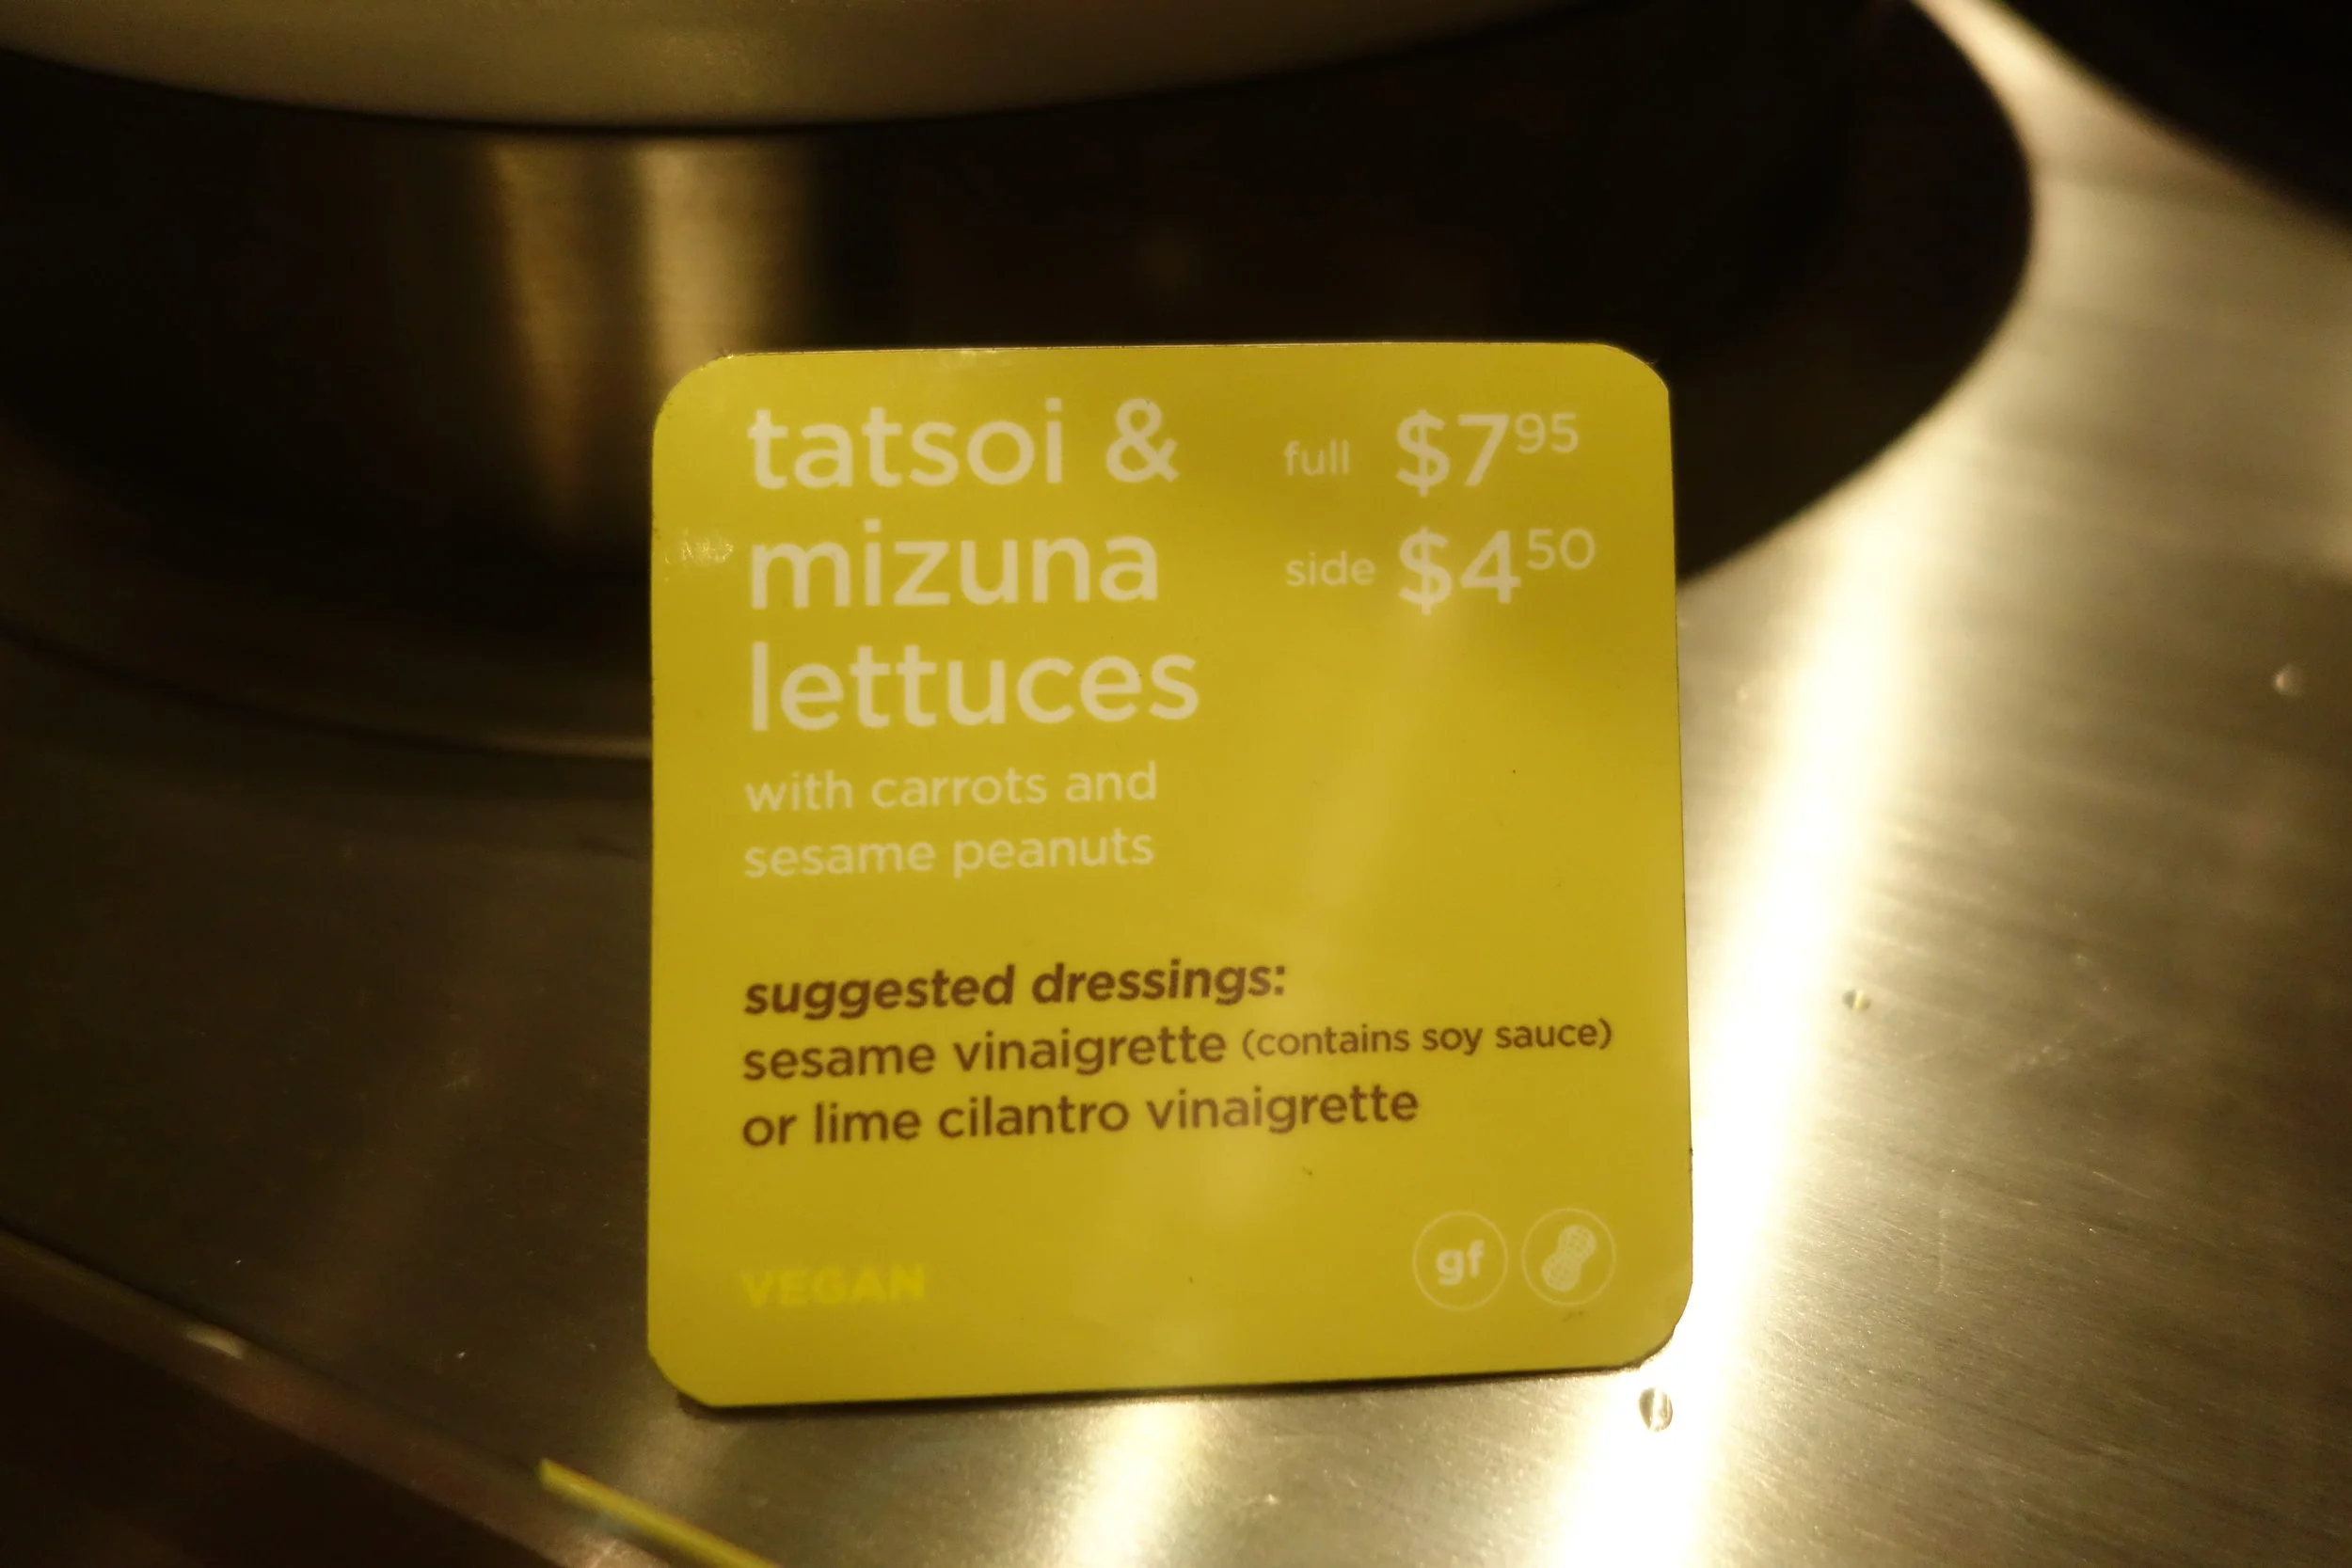 tatsoi &
mizuna
lettuces
full $7.95
side $4.50
with carrots and
sesame peanuts
suggested dressings:
sesame vinaigrette (contains soy sauce)
or lime cilantro vinaigrette
VEGAN
gf